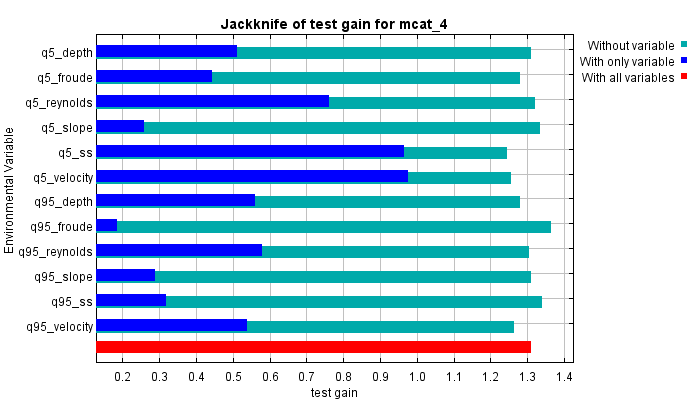 Jackknife of test gain for mcat_4
Without variable
With only variable
With all variables
Environmental Variable
q5_depth
q5_froude
q5_reynolds
q5_slope
q5_ss
q5_velocity
q95_depth
q95_froude
q95_reynolds
q95_slope
q95_ss
q95_velocity
0.2 0.3 0.4 0.5 0.6 0.7 0.8 0.9 1.0 1.1 1.2 1.3 1.4
test gain